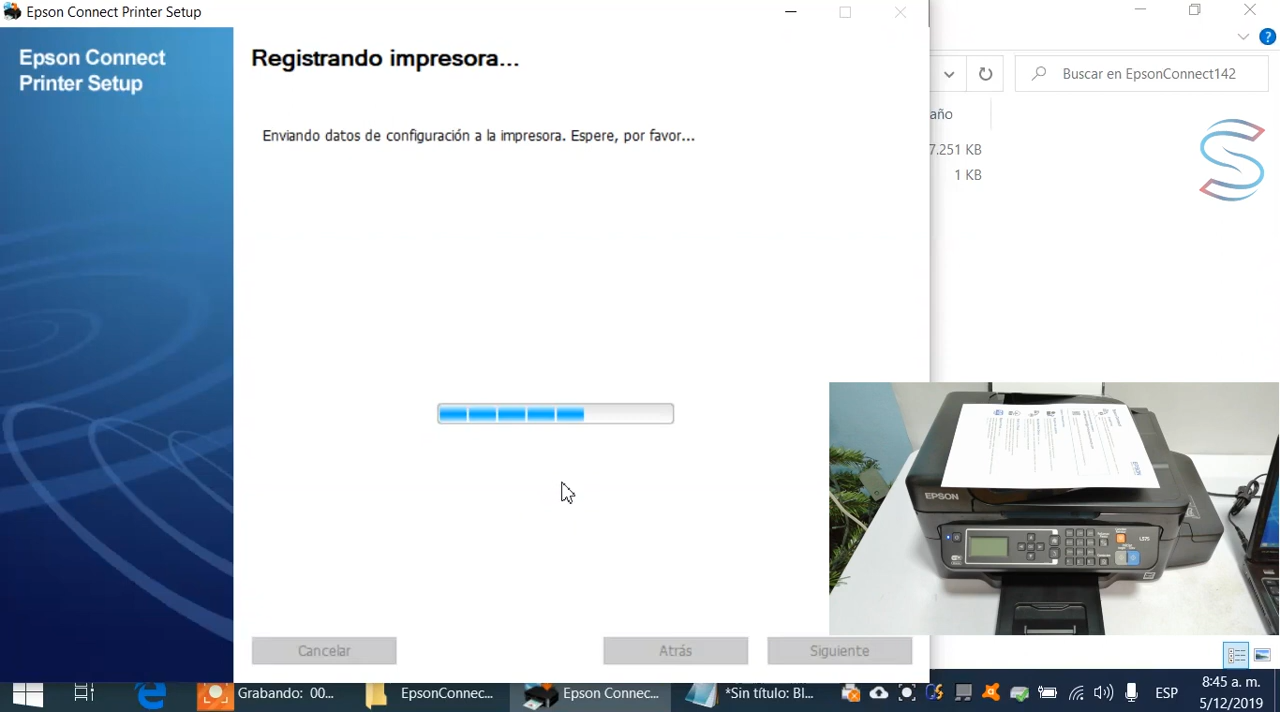 Epson Connect Printer Setup
Epson Connect
Printer Setup
Registrando impresora...
Enviando datos de configuración a la impresora. Espere, por favor...
Cancelar
Atrás
Siguiente
Buscar en EpsonConnect142
año
7.251 KB
1 KB
EPSON
L575
EPSON
Grabando: 00...
EpsonConnec...
Epson Connec...
*Sin título: Bl...
ESP
8:45 a. m.
5/12/2019